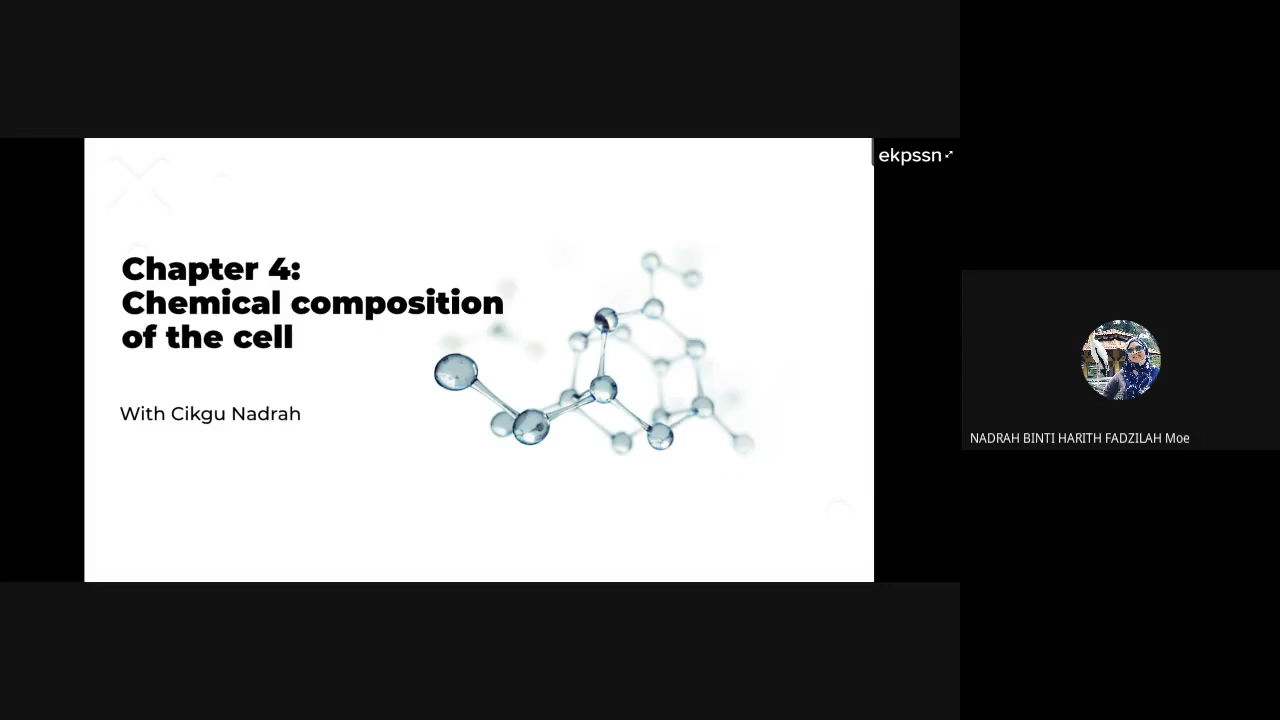 ekpssn
Chapter 4:
Chemical composition
of the cell
With Cikgu Nadrah
NADRAH BINTI HARITH FADZILAH Moe